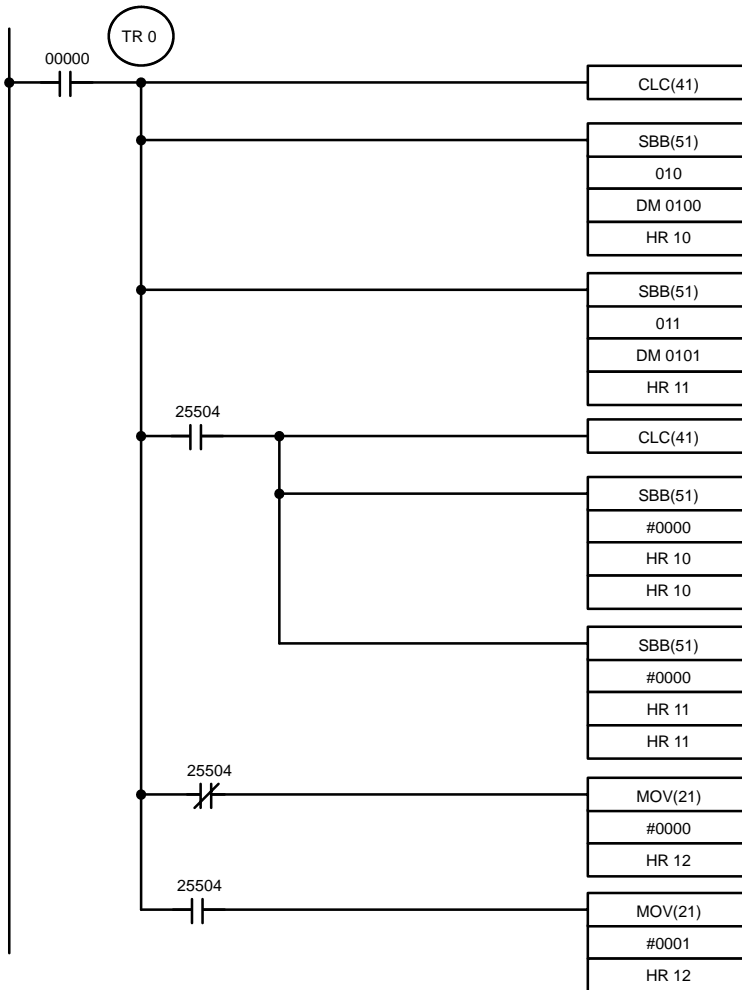 TR 0
00000
CLC(41)
SBB(51)
010
DM 0100
HR 10
SBB(51)
011
DM 0101
HR 11
25504
CLC(41)
SBB(51)
#0000
HR 10
HR 10
SBB(51)
#0000
HR 11
HR 11
25504
MOV(21)
#0000
HR 12
25504
MOV(21)
#0001
HR 12